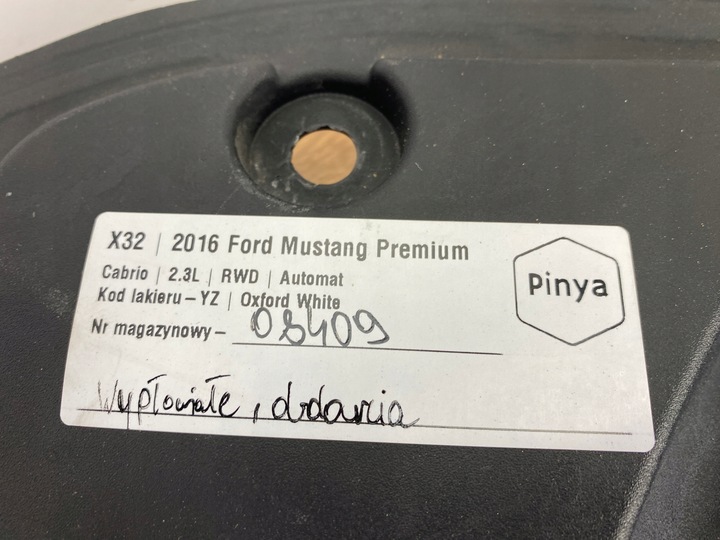 X32 | 2016 Ford Mustang Premium
Cabrio | 2.3L | RWD | Automat
Kod lakieru – YZ | Oxford White
Nr magazynowy – 08409
Pinya
Wypłowiałe, dodarcia